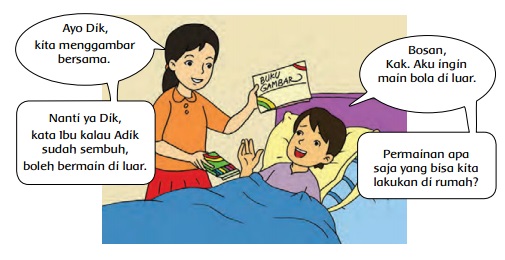 Ayo Dik,
kita menggambar
bersama.
Bosan,
Kak. Aku ingin
main bola di luar.
Nanti ya Dik,
kata Ibu kalau Adik
sudah sembuh,
boleh bermain di luar.
Permainan apa
saja yang bisa kita
lakukan di rumah?
BUKU
GAMBAR